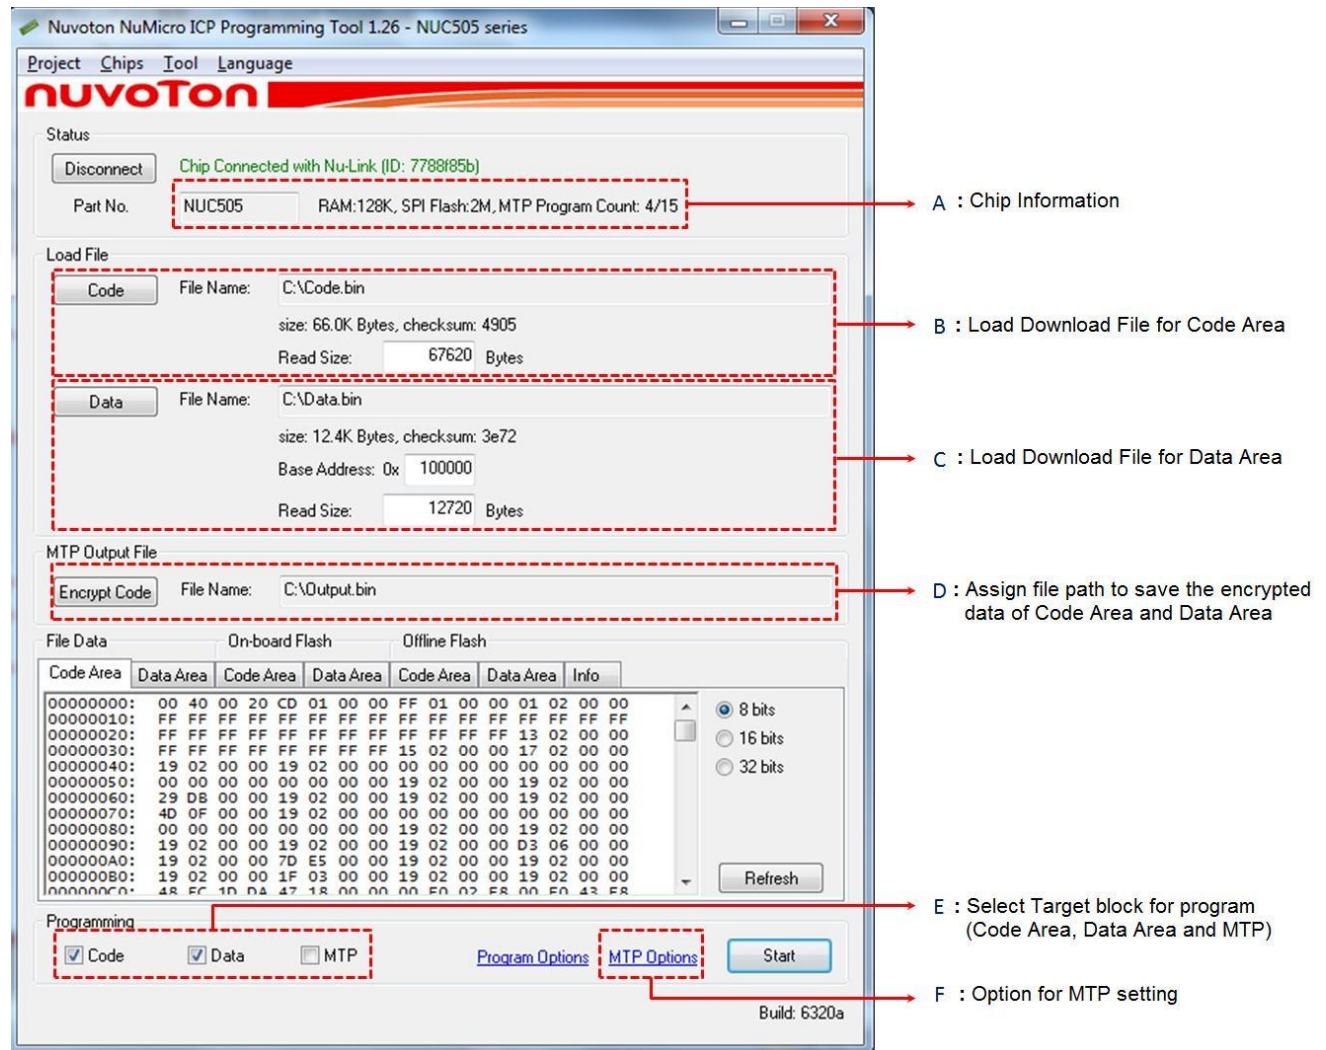 Nuvoton NuMicro ICP Programming Tool 1.26 - NUC505 series
Project Chips Tool Language
nuvoTon
Status
Disconnect Chip Connected with Nu-Link (ID: 7788f85b)
Part No. NUC505 RAM:128K, SPI Flash:2M, MTP Program Count: 4/15
A : Chip Information
Load File
Code File Name: C:\Code.bin
size: 66.0K Bytes, checksum: 4905
B : Load Download File for Code Area
Read Size: 67620 Bytes
Data File Name: C:\Data.bin
size: 12.4K Bytes, checksum: 3e72
Base Address: 0x 100000
C : Load Download File for Data Area
Read Size: 12720 Bytes
MTP Output File
Encrypt Code File Name: C:\Output.bin
D : Assign file path to save the encrypted
data of Code Area and Data Area
File Data On-board Flash Offline Flash
Code Area Data Area Code Area Data Area Code Area Data Area Info
00000000: 00 40 00 20 CD 01 00 00 FF 01 00 00 01 02 00 00
00000010: FF FF FF FF FF FF FF FF FF FF FF FF FF FF FF FF
00000020: FF FF FF FF FF FF FF FF FF FF FF FF 13 02 00 00
00000030: FF FF FF FF FF FF FF FF 15 02 00 00 17 02 00 00
00000040: 19 02 00 00 19 02 00 00 00 00 00 00 00 00 00 00
00000050: 00 00 00 00 00 00 00 00 19 02 00 00 19 02 00 00
00000060: 29 DB 00 00 19 02 00 00 19 02 00 00 19 02 00 00
00000070: 4D 0F 00 00 19 02 00 00 00 00 00 00 00 00 00 00
00000080: 00 00 00 00 00 00 00 00 19 02 00 00 19 02 00 00
00000090: 19 02 00 00 19 02 00 00 19 02 00 00 D3 06 00 00
000000A0: 19 02 00 00 7D E5 00 00 19 02 00 00 19 02 00 00
000000B0: 19 02 00 00 1F 03 00 00 19 02 00 00 19 02 00 00
000000C0: 48 EC 1D DA 47 18 00 00 00 F0 02 F8 00 F0 43 F8
8 bits
16 bits
32 bits
Refresh
E : Select Target block for program
(Code Area, Data Area and MTP)
Programming
Code Data MTP Program Options MTP Options Start
F : Option for MTP setting
Build: 6320a